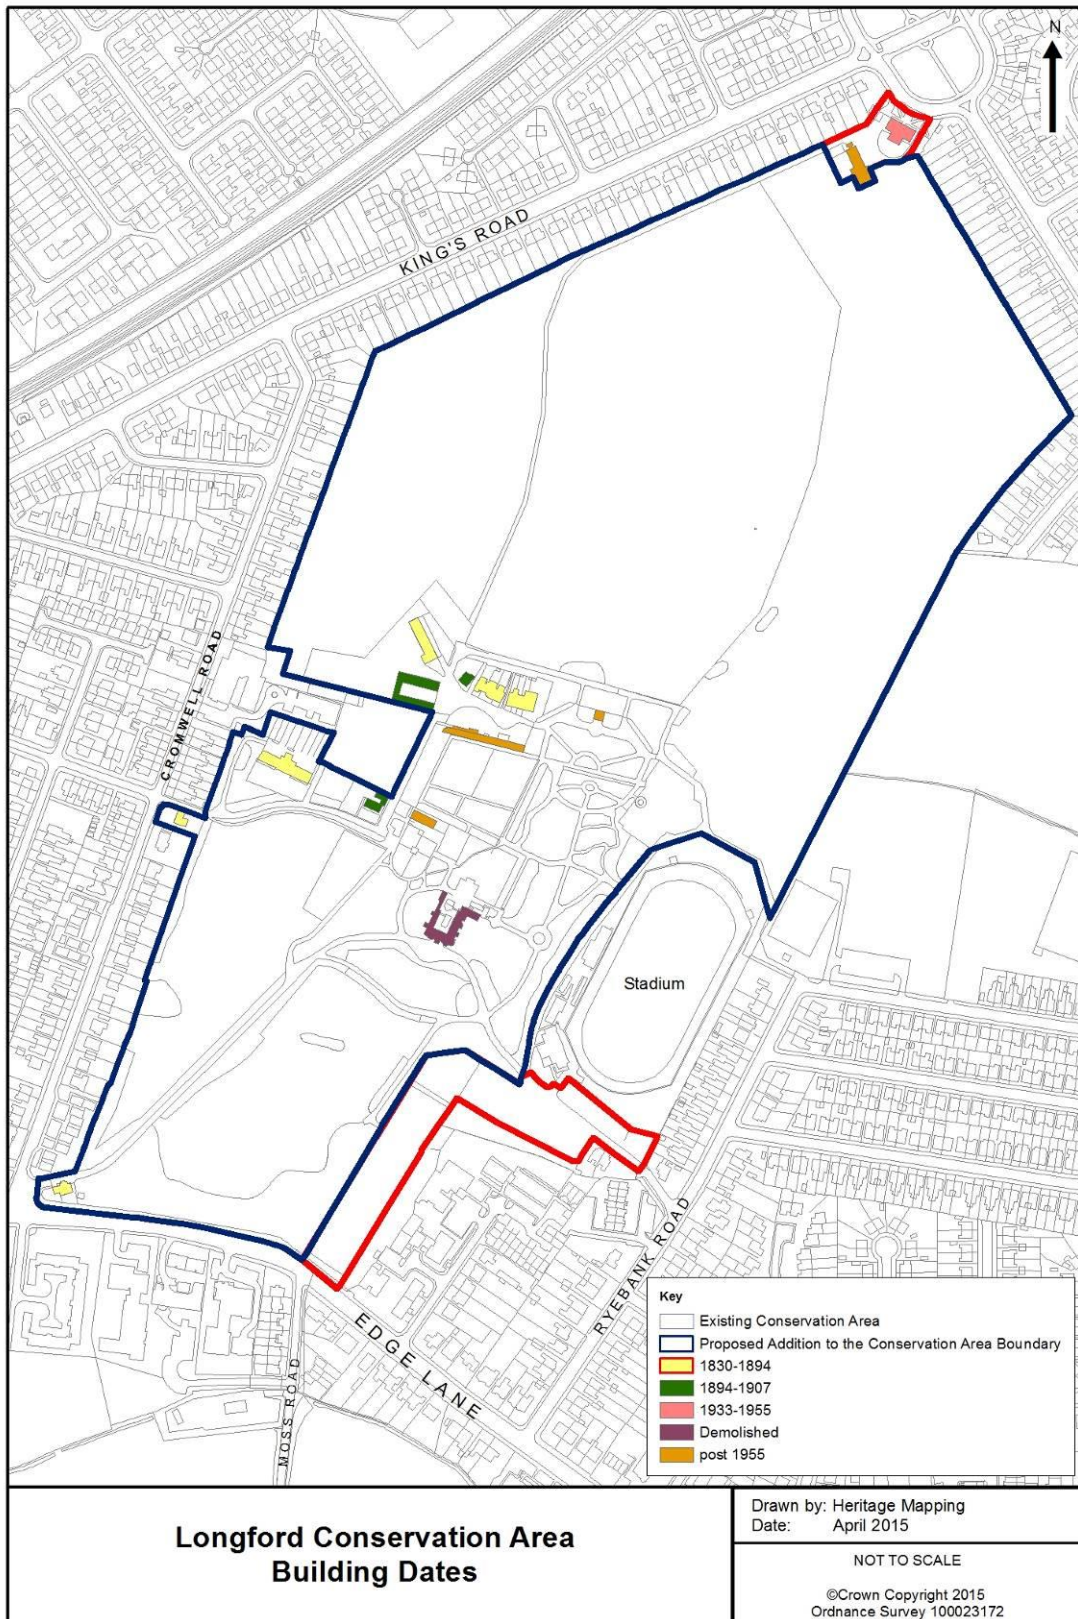 N
KING'S ROAD
CROMWELL ROAD
Stadium
RYEBANK ROAD
EDGE LANE
MOSS ROAD
Key
Existing Conservation Area
Proposed Addition to the Conservation Area Boundary
1830-1894
1894-1907
1933-1955
Demolished
post 1955
Longford Conservation Area
Building Dates
Drawn by: Heritage Mapping
Date: April 2015
NOT TO SCALE
©Crown Copyright 2015
Ordnance Survey 100023172